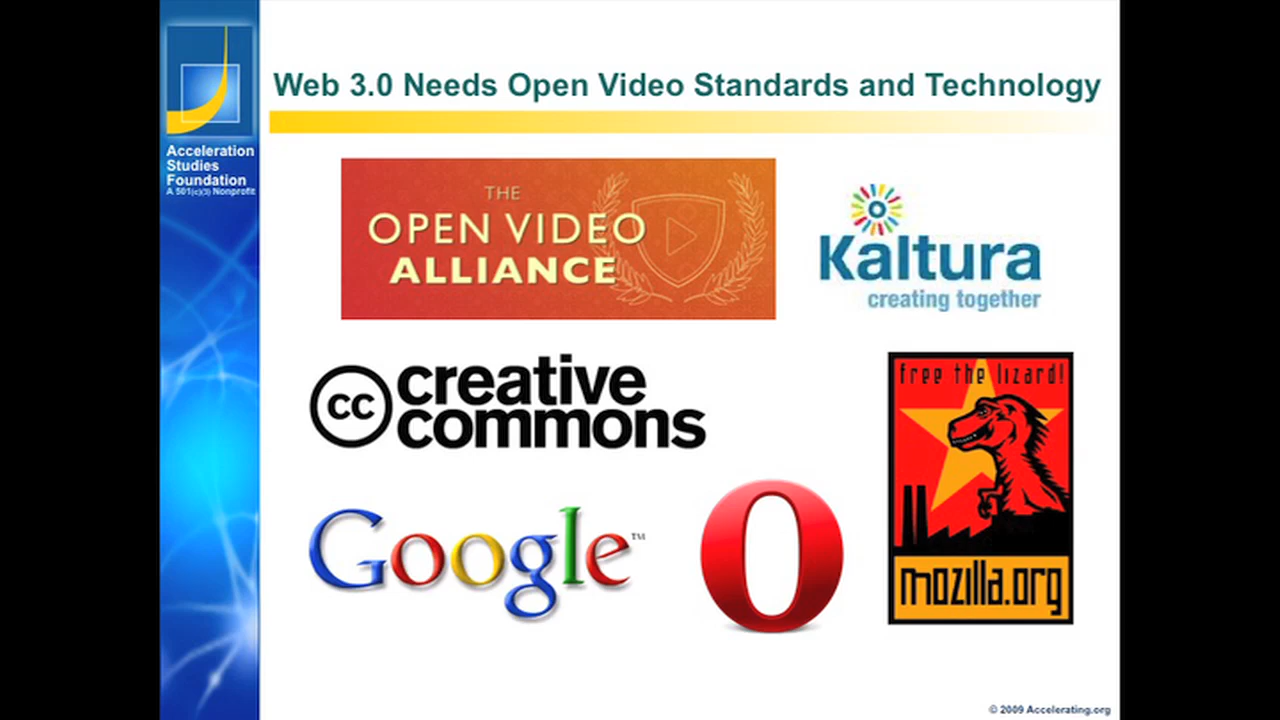 Web 3.0 Needs Open Video Standards and Technology
Acceleration
Studies
Foundation
A 501(c)(3) Nonprofit
THE
OPEN VIDEO
ALLIANCE
Kaltura
creating together
cc creative
commons
free the lizard!
mozilla.org
Google™
O
© 2009 Accelerating.org